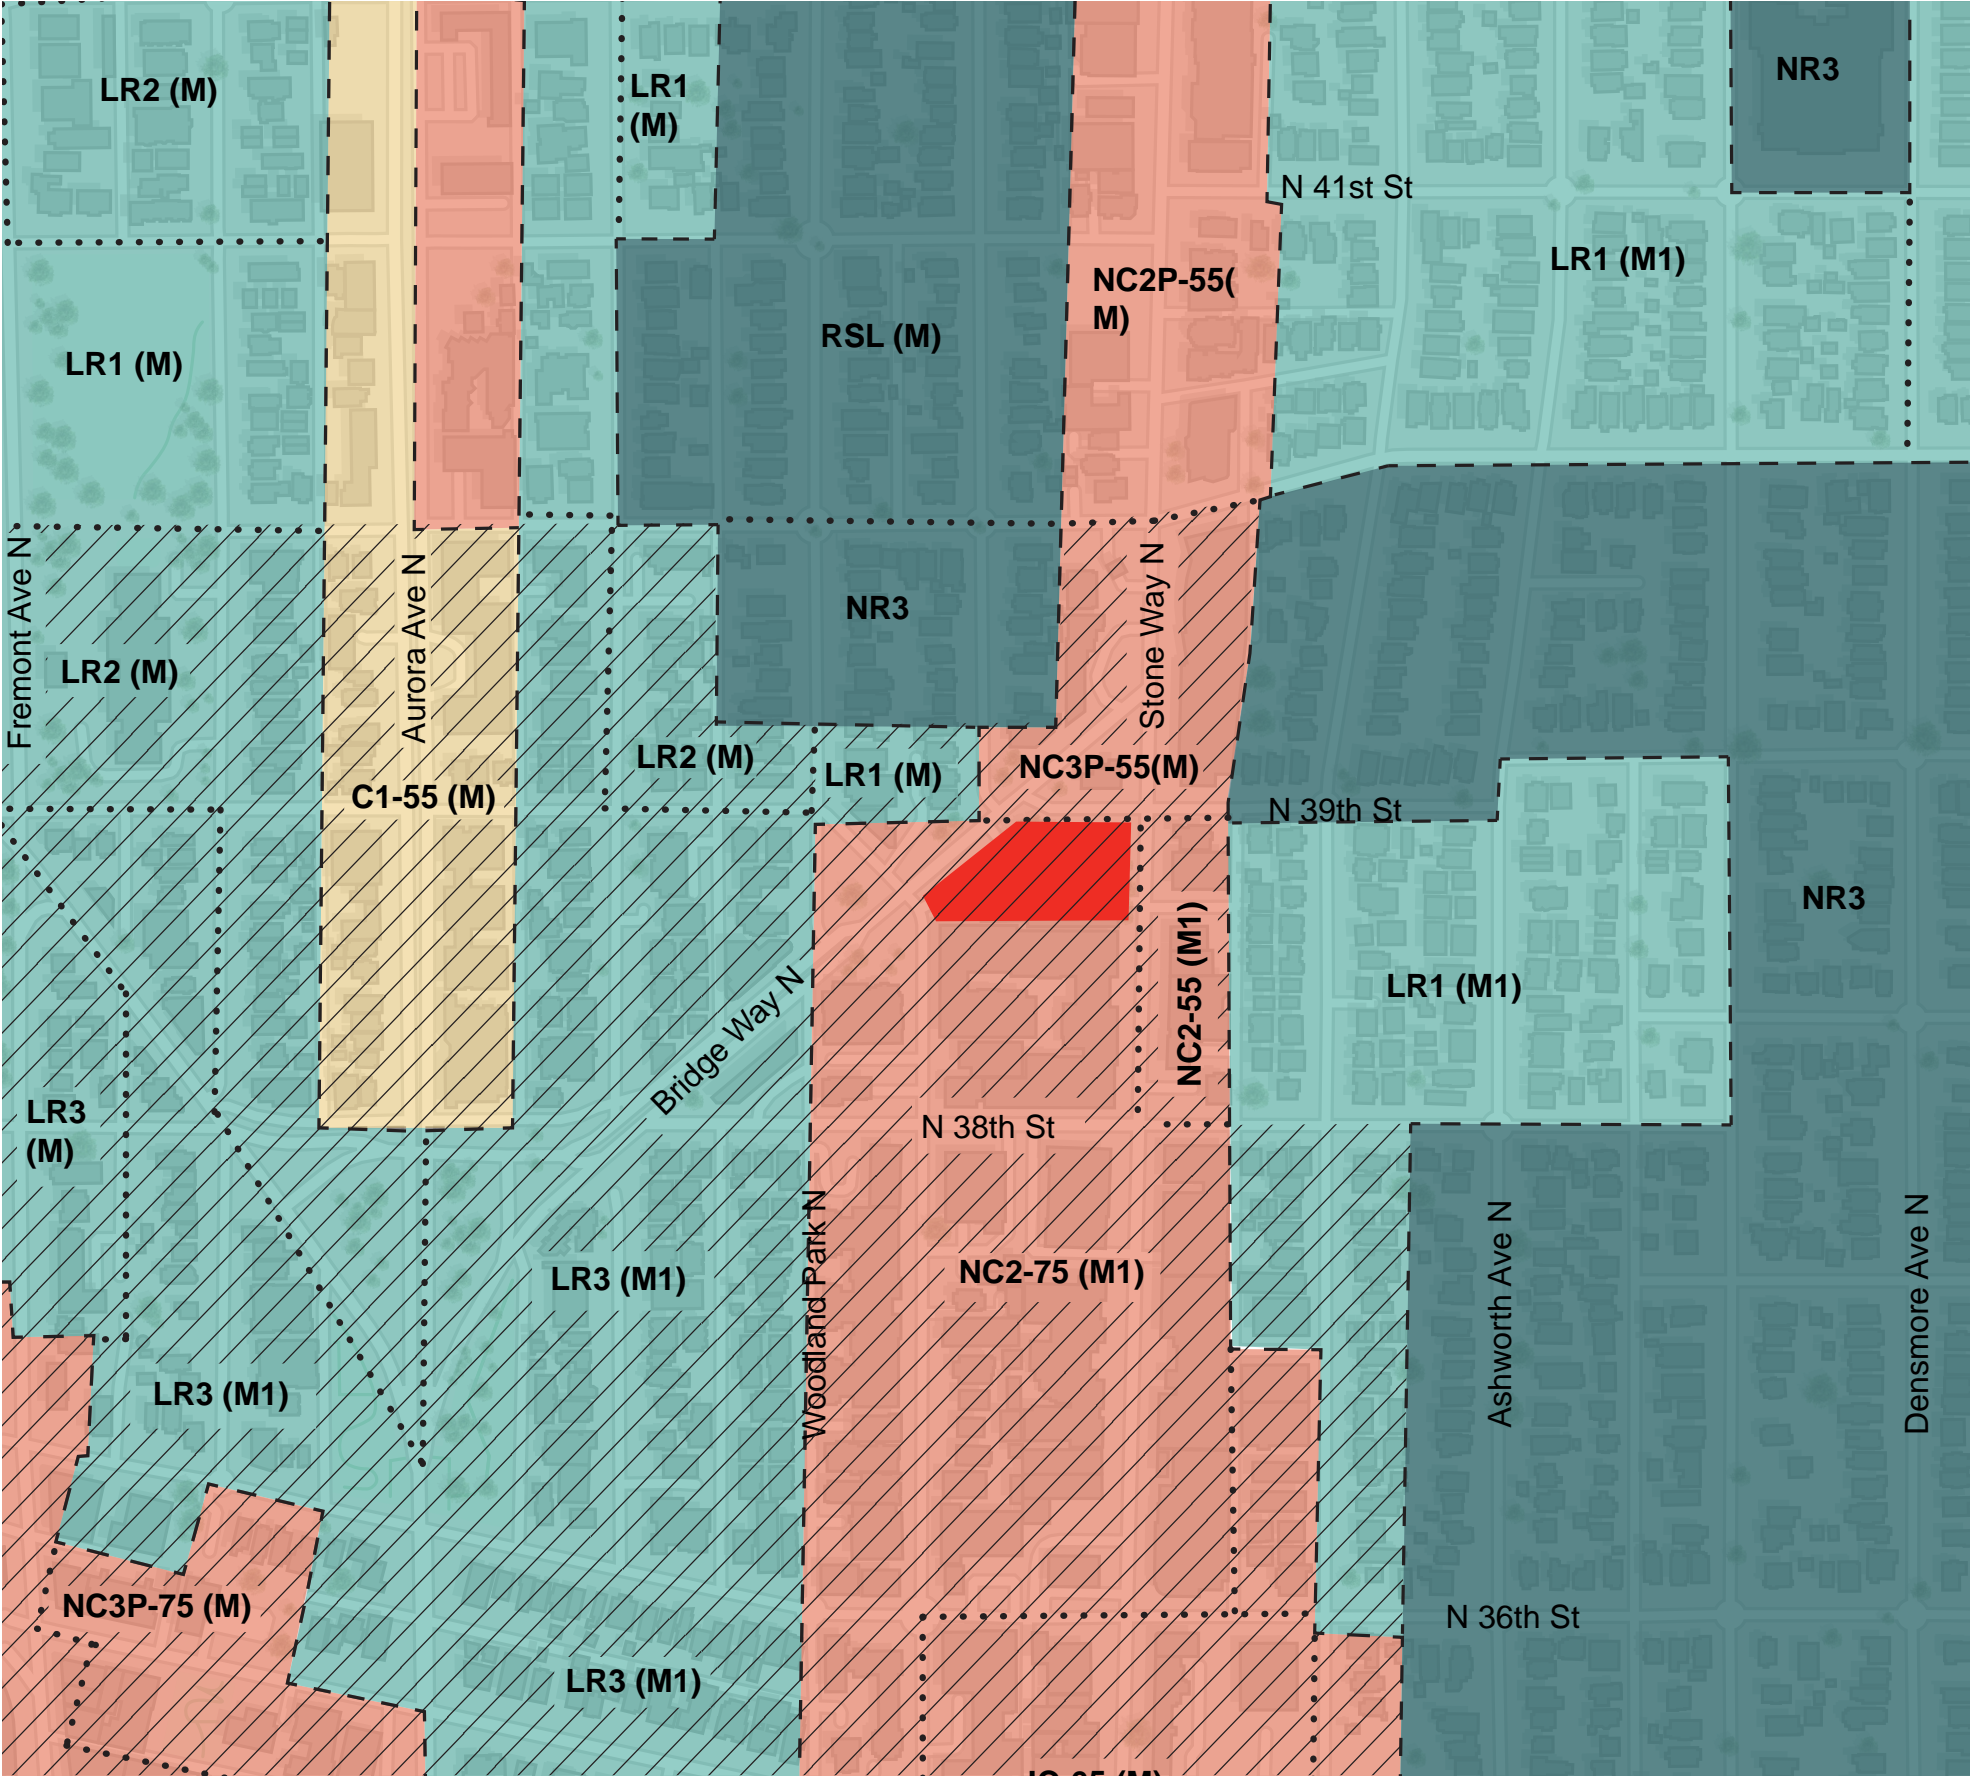 NR3
LR2 (M)
LR1
(M)
N 41st St
LR1 (M1)
NC2P-55(
M)
RSL (M)
LR1 (M)
Fremont Ave N
Aurora Ave N
Stone Way N
NR3
LR2 (M)
LR2 (M)
LR1 (M)
NC3P-55(M)
C1-55 (M)
N 39th St
NR3
NC2-55 (M1)
LR1 (M1)
Bridge Way N
LR3
(M)
N 38th St
Woodland Park N
Ashworth Ave N
Densmore Ave N
NC2-75 (M1)
LR3 (M1)
LR3 (M1)
NC3P-75 (M)
N 36th St
LR3 (M1)